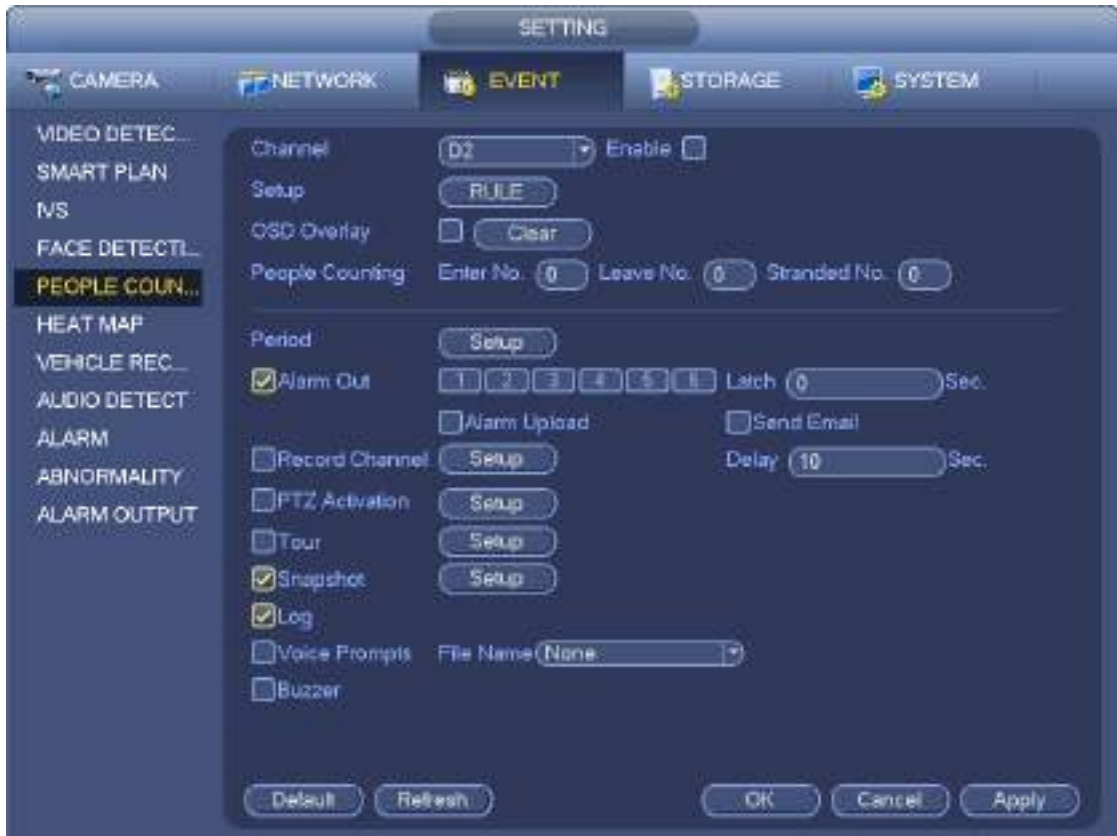 SETTING
CAMERA NETWORK EVENT STORAGE SYSTEM
VIDEO DETEC...
SMART PLAN
IVS
FACE DETECTI...
PEOPLE COUN...
HEAT MAP
VEHICLE REC...
AUDIO DETECT
ALARM
ABNORMALITY
ALARM OUTPUT
Channel D2 Enable
Setup RULE
OSD Overlay Clear
People Counting Enter No. 0 Leave No. 0 Stranded No. 0
Period Setup
Alarm Out 1 2 3 4 5 6 Latch 0 Sec.
Alarm Upload Send Email
Record Channel Setup Delay 10 Sec.
PTZ Activation Setup
Tour Setup
Snapshot Setup
Log
Voice Prompts File Name None
Buzzer
Default Refresh OK Cancel Apply